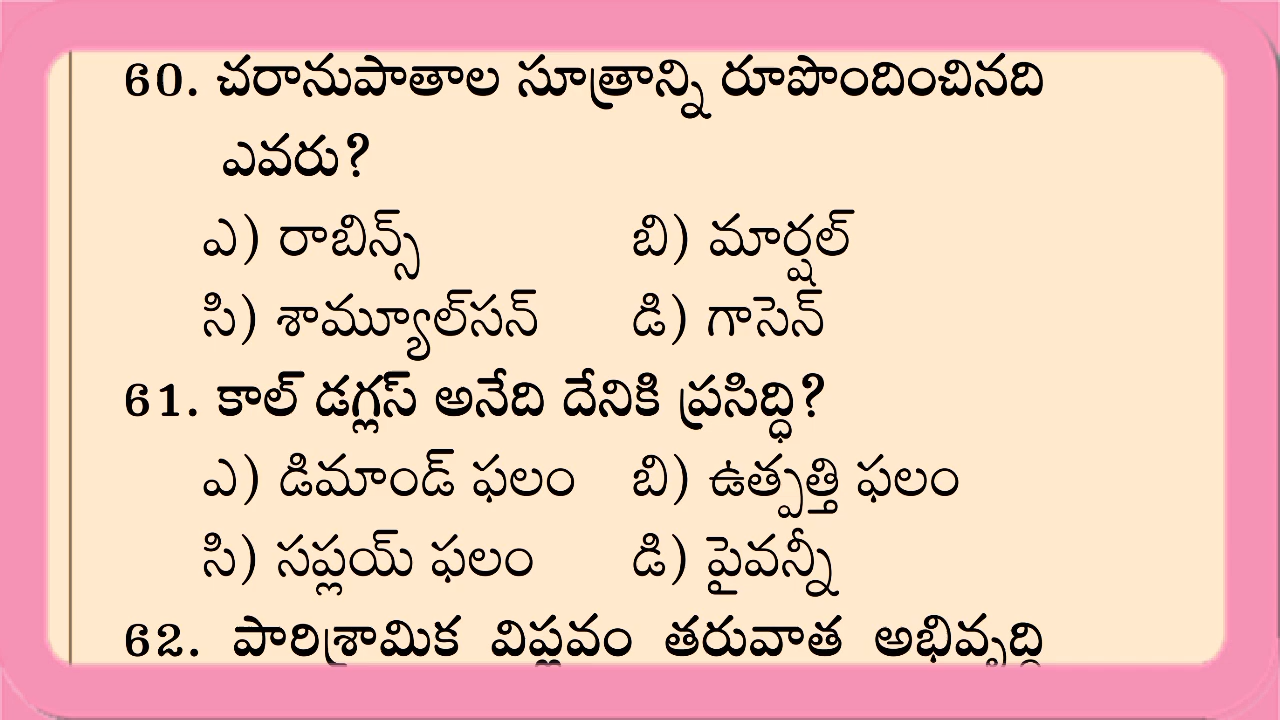 60. చరానుపాతాల సూత్రాన్ని రూపొందించినది
ఎవరు?
ఎ) రాబిన్స్ బి) మార్షల్
సి) శామ్యూల్‌సన్ డి) గాసెన్
61. కాల్ డగ్లస్ అనేది దేనికి ప్రసిద్ధి?
ఎ) డిమాండ్ ఫలం బి) ఉత్పత్తి ఫలం
సి) సప్లయ్ ఫలం డి) పైవన్నీ
62. పారిశ్రామిక విప్లవం తరువాత అభివృద్ధి